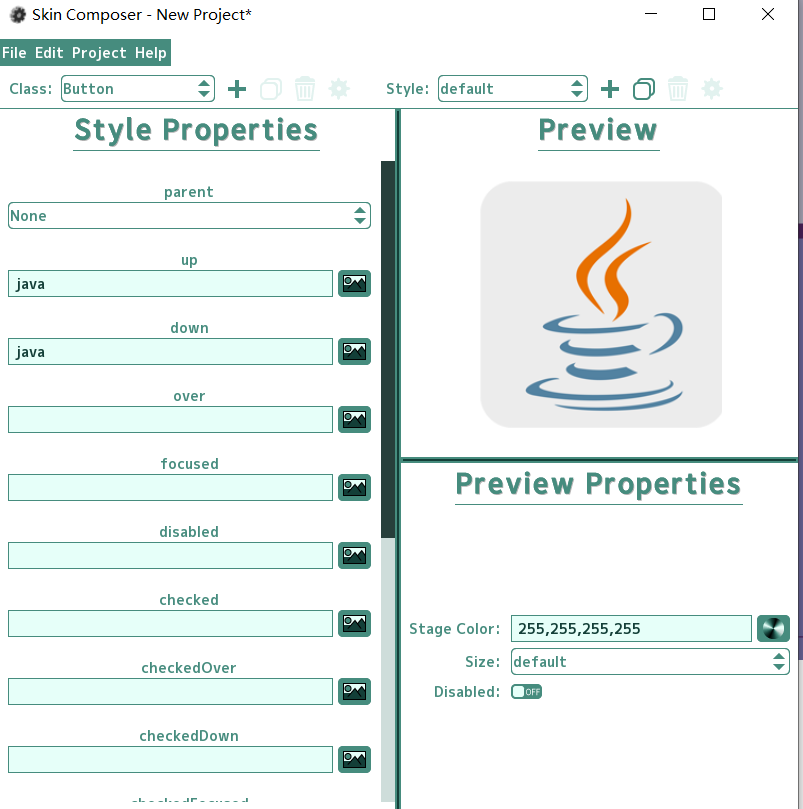 Skin Composer - New Project*
File Edit Project Help
Class: Button Style: default
Style Properties
parent
None
up
java
down
java
over
focused
disabled
checked
checkedOver
checkedDown
checkedFocused
Preview
Preview Properties
Stage Color: 255,255,255,255
Size: default
Disabled: OFF